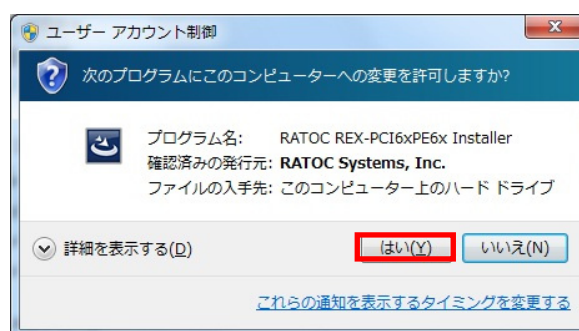 ユーザー アカウント制御
次のプログラムにこのコンピューターへの変更を許可しますか?
プログラム名: RATOC REX-PCI6xPE6x Installer
確認済みの発行元: RATOC Systems, Inc.
ファイルの入手先: このコンピューター上のハード ドライブ
詳細を表示する(D) はい(Y) いいえ(N)
これらの通知を表示するタイミングを変更する